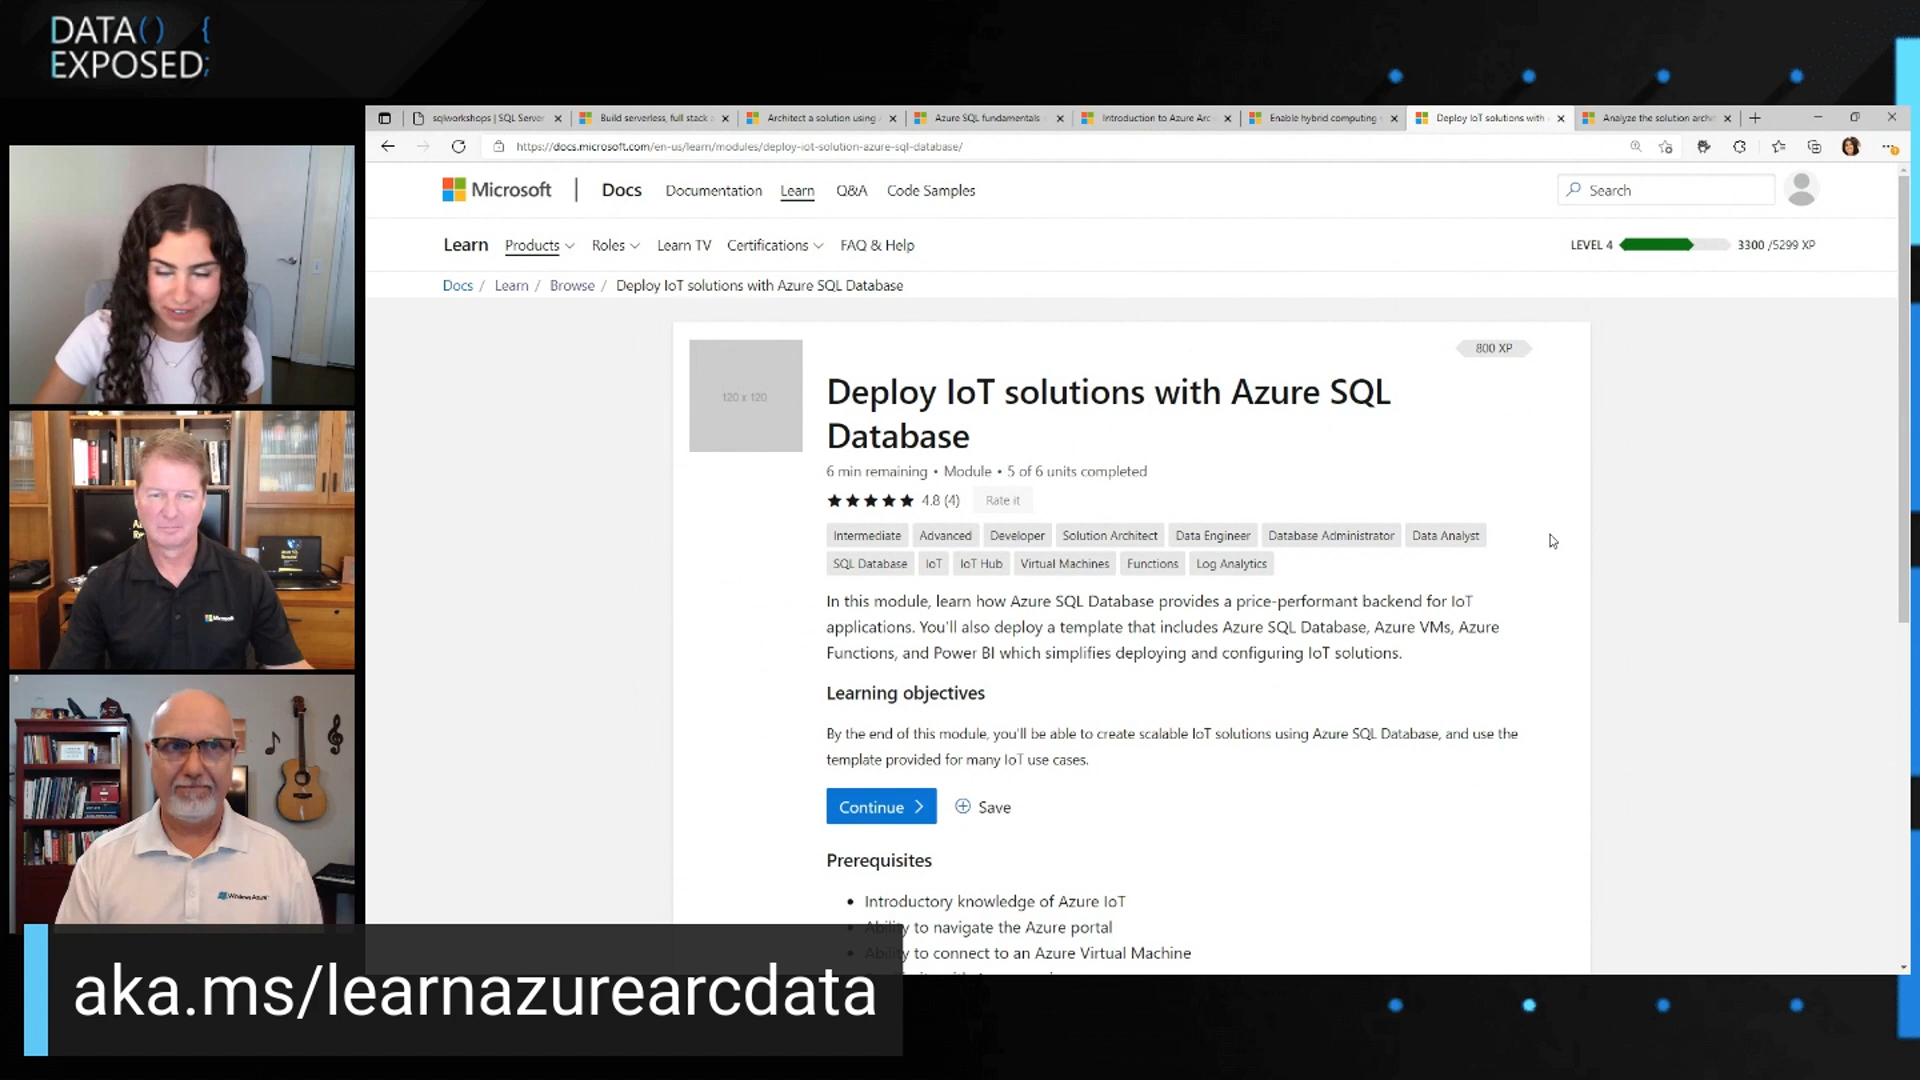 DATA() {
EXPOSED;
sqlworkshops | SQL Server
Build serverless, full stack
Architect a solution using
Azure SQL fundamentals
Introduction to Azure Arc
Enable hybrid computing
Deploy IoT solutions with
Analyze the solution archit
https://docs.microsoft.com/en-us/learn/modules/deploy-iot-solution-azure-sql-database/
Microsoft
Docs
Documentation
Learn
Q&A
Code Samples
Search
Learn
Products
Roles
Learn TV
Certifications
FAQ & Help
LEVEL 4
3300 /5299 XP
Docs / Learn / Browse / Deploy IoT solutions with Azure SQL Database
800 XP
120 x 120
Deploy IoT solutions with Azure SQL
Database
6 min remaining • Module • 5 of 6 units completed
4.8 (4)
Rate it
Intermediate
Advanced
Developer
Solution Architect
Data Engineer
Database Administrator
Data Analyst
SQL Database
IoT
IoT Hub
Virtual Machines
Functions
Log Analytics
In this module, learn how Azure SQL Database provides a price-performant backend for IoT
applications. You'll also deploy a template that includes Azure SQL Database, Azure VMs, Azure
Functions, and Power BI which simplifies deploying and configuring IoT solutions.
Learning objectives
By the end of this module, you'll be able to create scalable IoT solutions using Azure SQL Database, and use the
template provided for many IoT use cases.
Continue
Save
Prerequisites
• Introductory knowledge of Azure IoT
• Ability to navigate the Azure portal
• Ability to connect to an Azure Virtual Machine
Microsoft
Windows Azure
aka.ms/learnazurearcdata